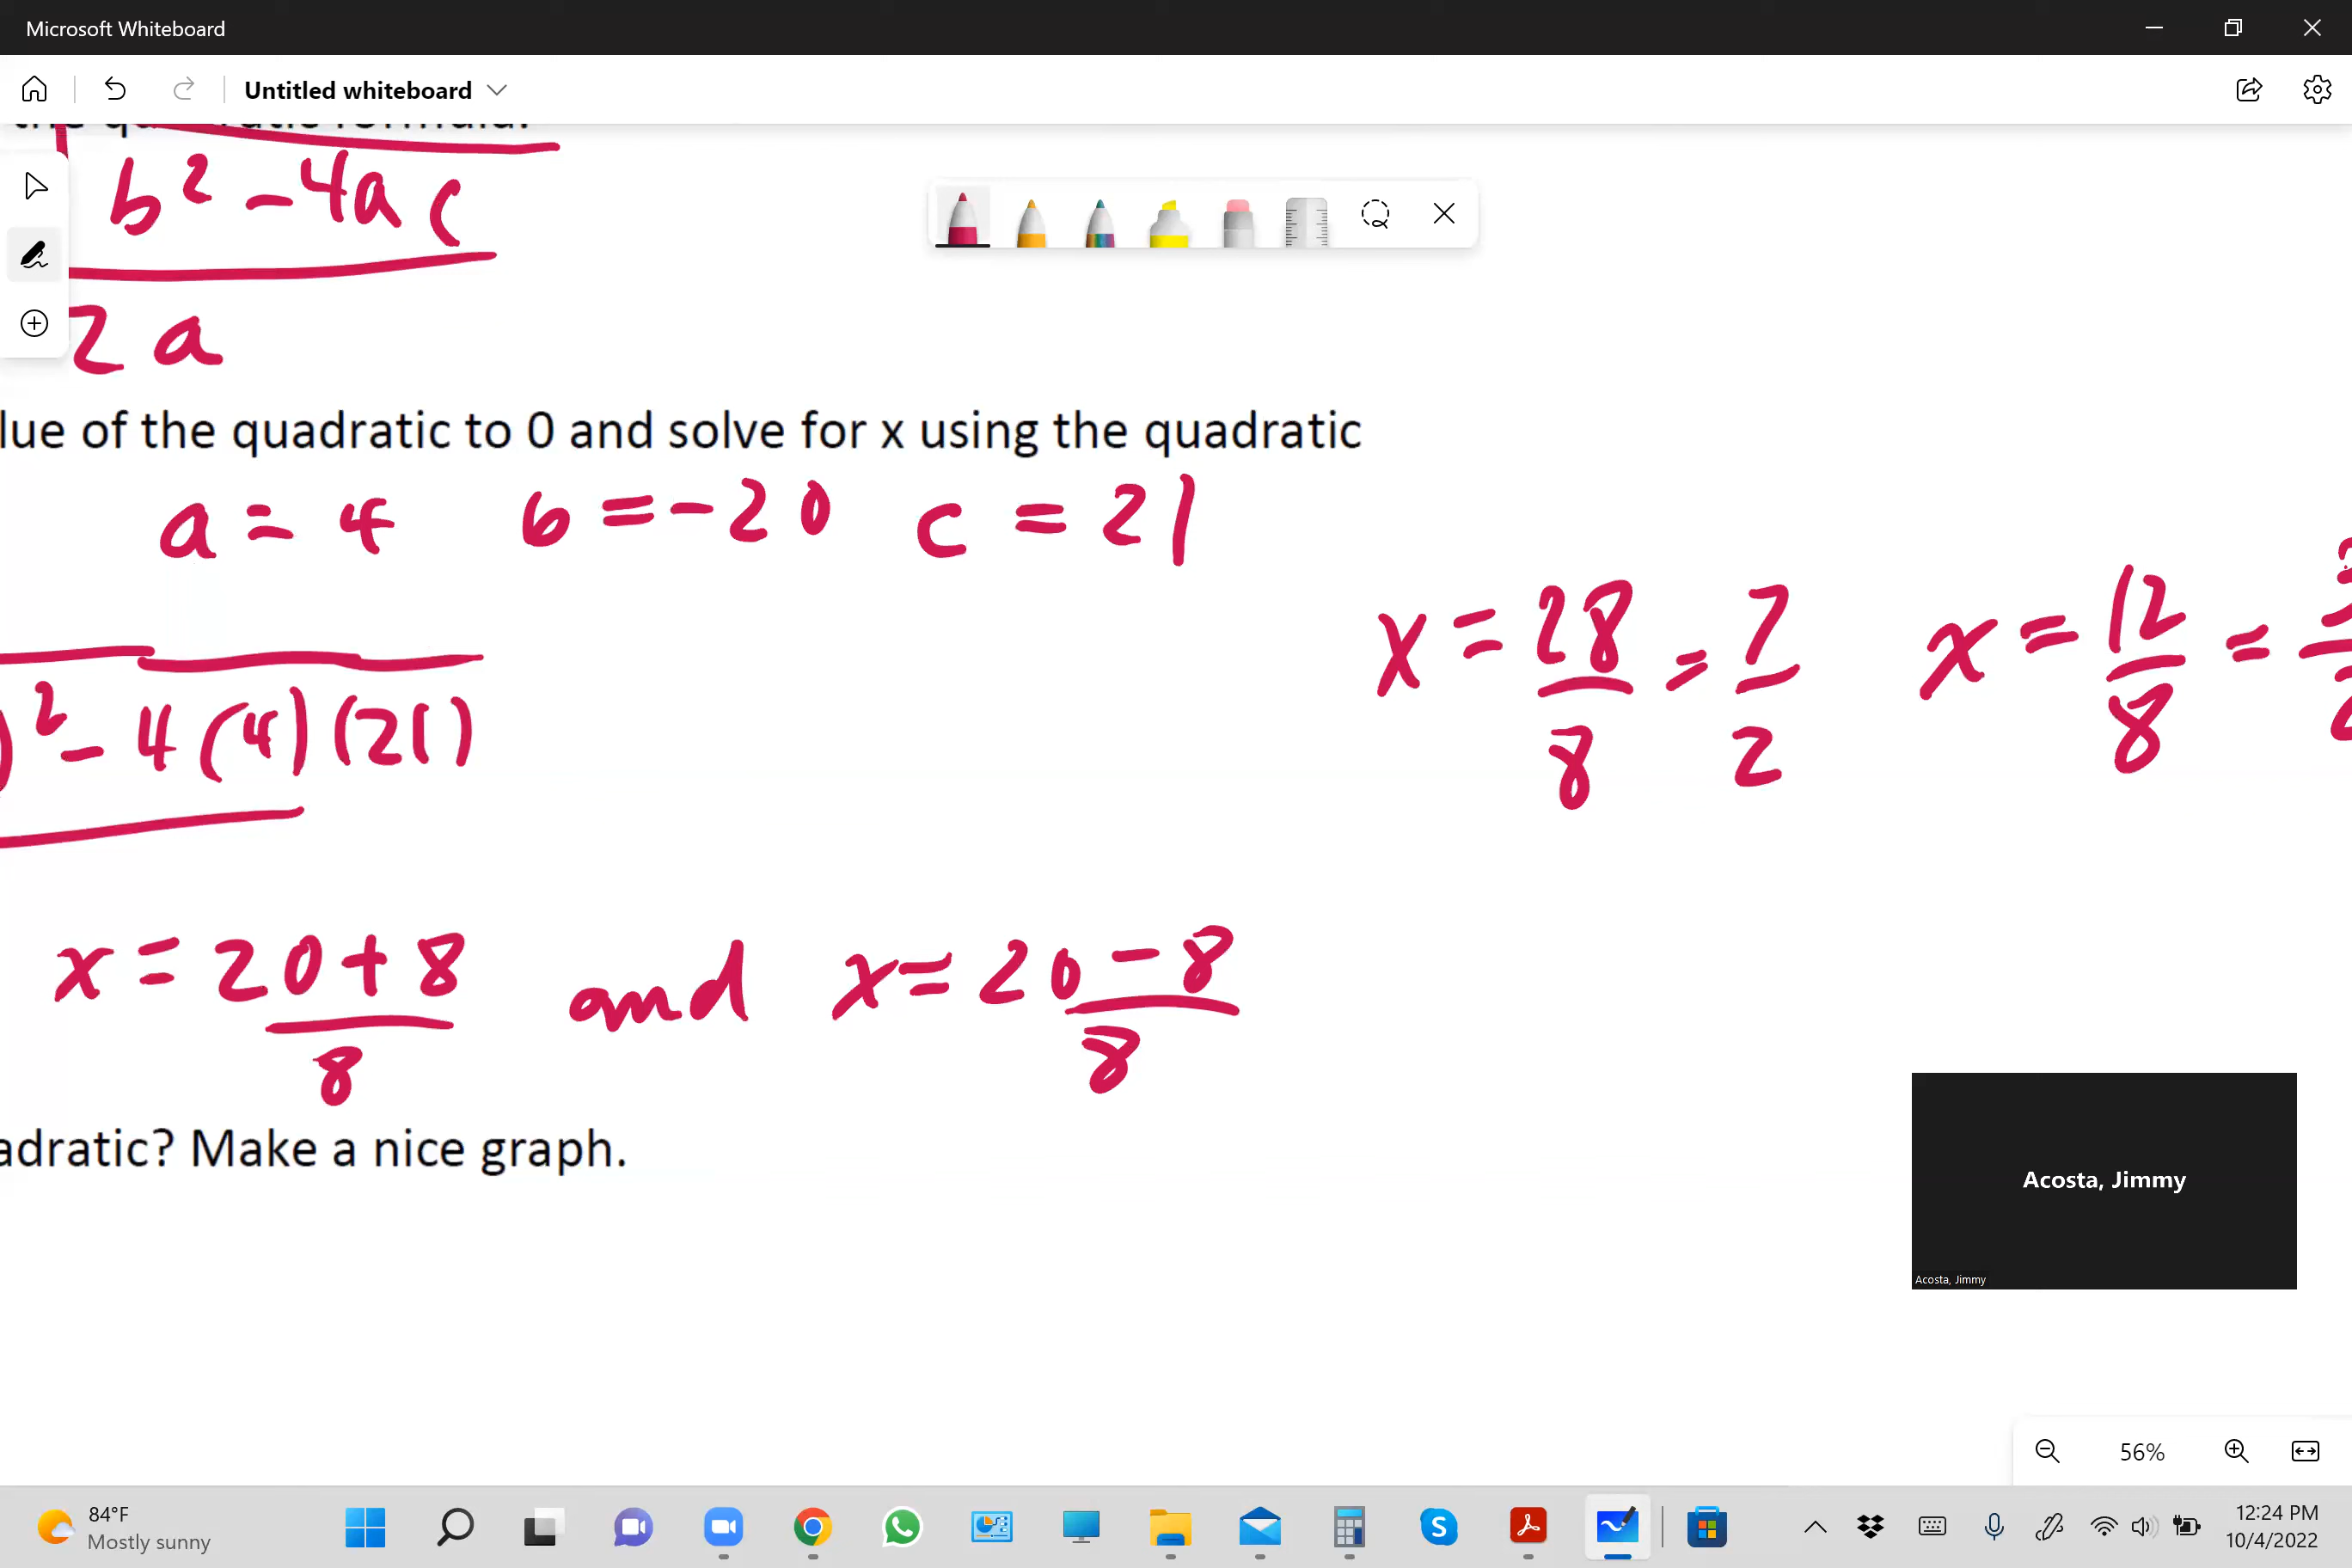 Microsoft Whiteboard
Untitled whiteboard
the quadratic formula.
b² - 4ac
2a
lue of the quadratic to 0 and solve for x using the quadratic
a = 4 b = -20 c = 21
x = 28/8 = 7/2 x = 12/8 =
)² - 4(4)(21)
x = 20+8/8 and x = 20-8/8
adratic? Make a nice graph.
Acosta, Jimmy
Acosta, Jimmy
56%
84°F
Mostly sunny
12:24 PM
10/4/2022